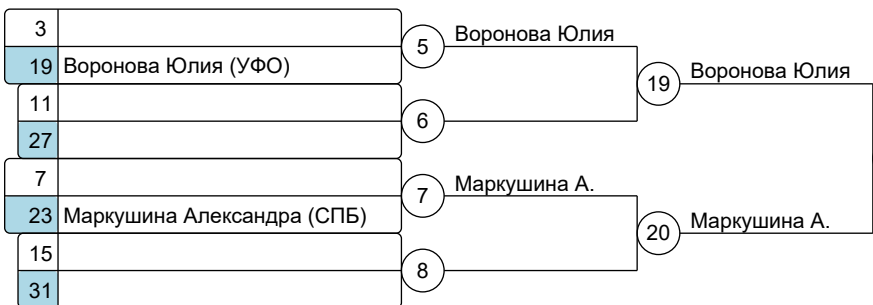 3
5 Воронова Юлия
19 Воронова Юлия (УФО)
19 Воронова Юлия
11
6
27
7
7 Маркушина А.
23 Маркушина Александра (СПБ)
20 Маркушина А.
15
8
31